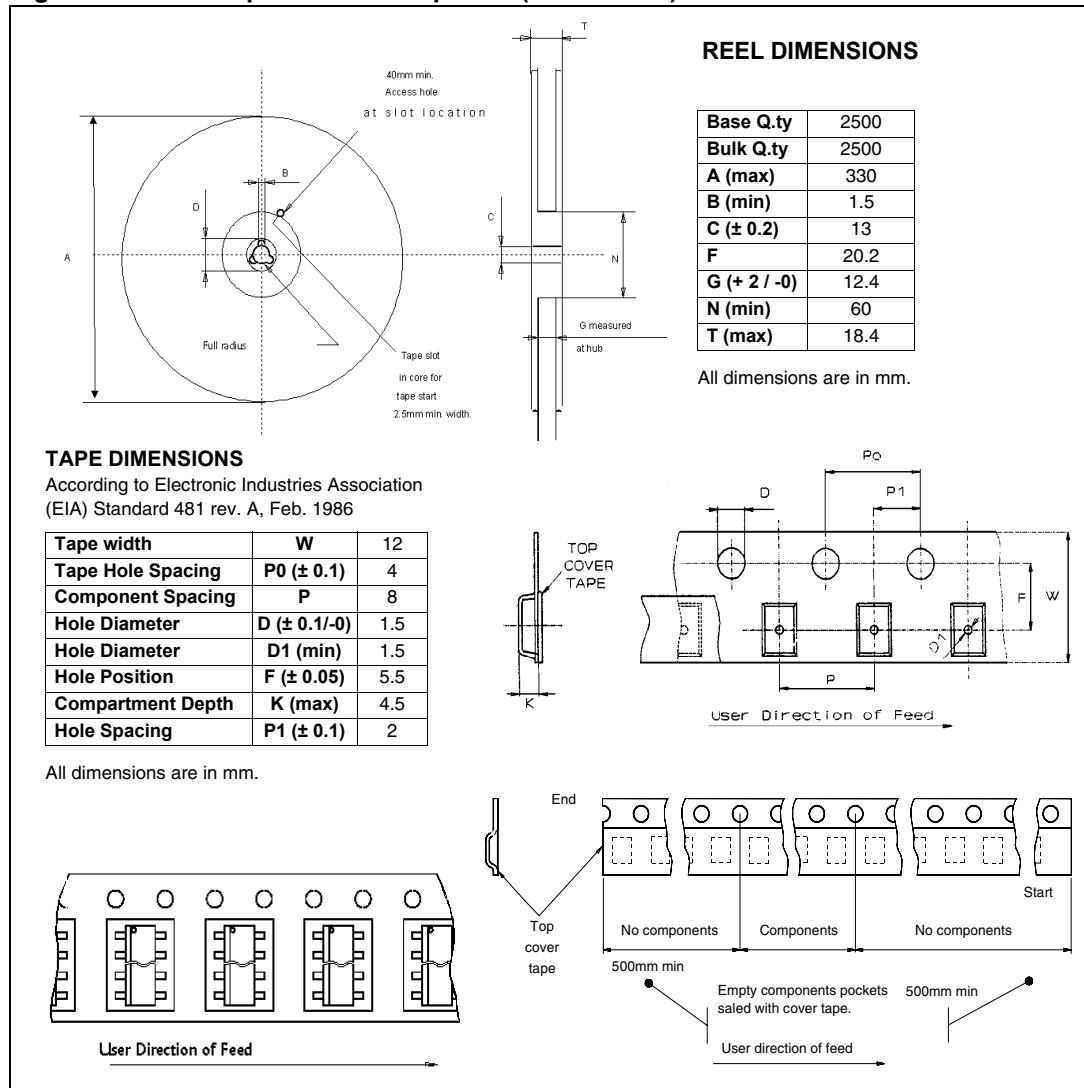 T
REEL DIMENSIONS
40mm min.
Access hole
at slot location
B
D
C
A
N
Full radius
Tape slot
in core for
tape start
2.5mm min. width.
G measured
at hub
Base Q.ty 2500
Bulk Q.ty 2500
A (max) 330
B (min) 1.5
C (± 0.2) 13
F 20.2
G (+ 2 / -0) 12.4
N (min) 60
T (max) 18.4
All dimensions are in mm.
TAPE DIMENSIONS
According to Electronic Industries Association
(EIA) Standard 481 rev. A, Feb. 1986
Tape width W 12
Tape Hole Spacing P0 (± 0.1) 4
Component Spacing P 8
Hole Diameter D (± 0.1/-0) 1.5
Hole Diameter D1 (min) 1.5
Hole Position F (± 0.05) 5.5
Compartment Depth K (max) 4.5
Hole Spacing P1 (± 0.1) 2
All dimensions are in mm.
TOP
COVER
TAPE
K
Po
D
P1
F
W
D1
P
User Direction of Feed
End
Start
Top
cover
tape
No components
Components
No components
500mm min
Empty components pockets
saled with cover tape.
500mm min
User direction of feed
User Direction of Feed